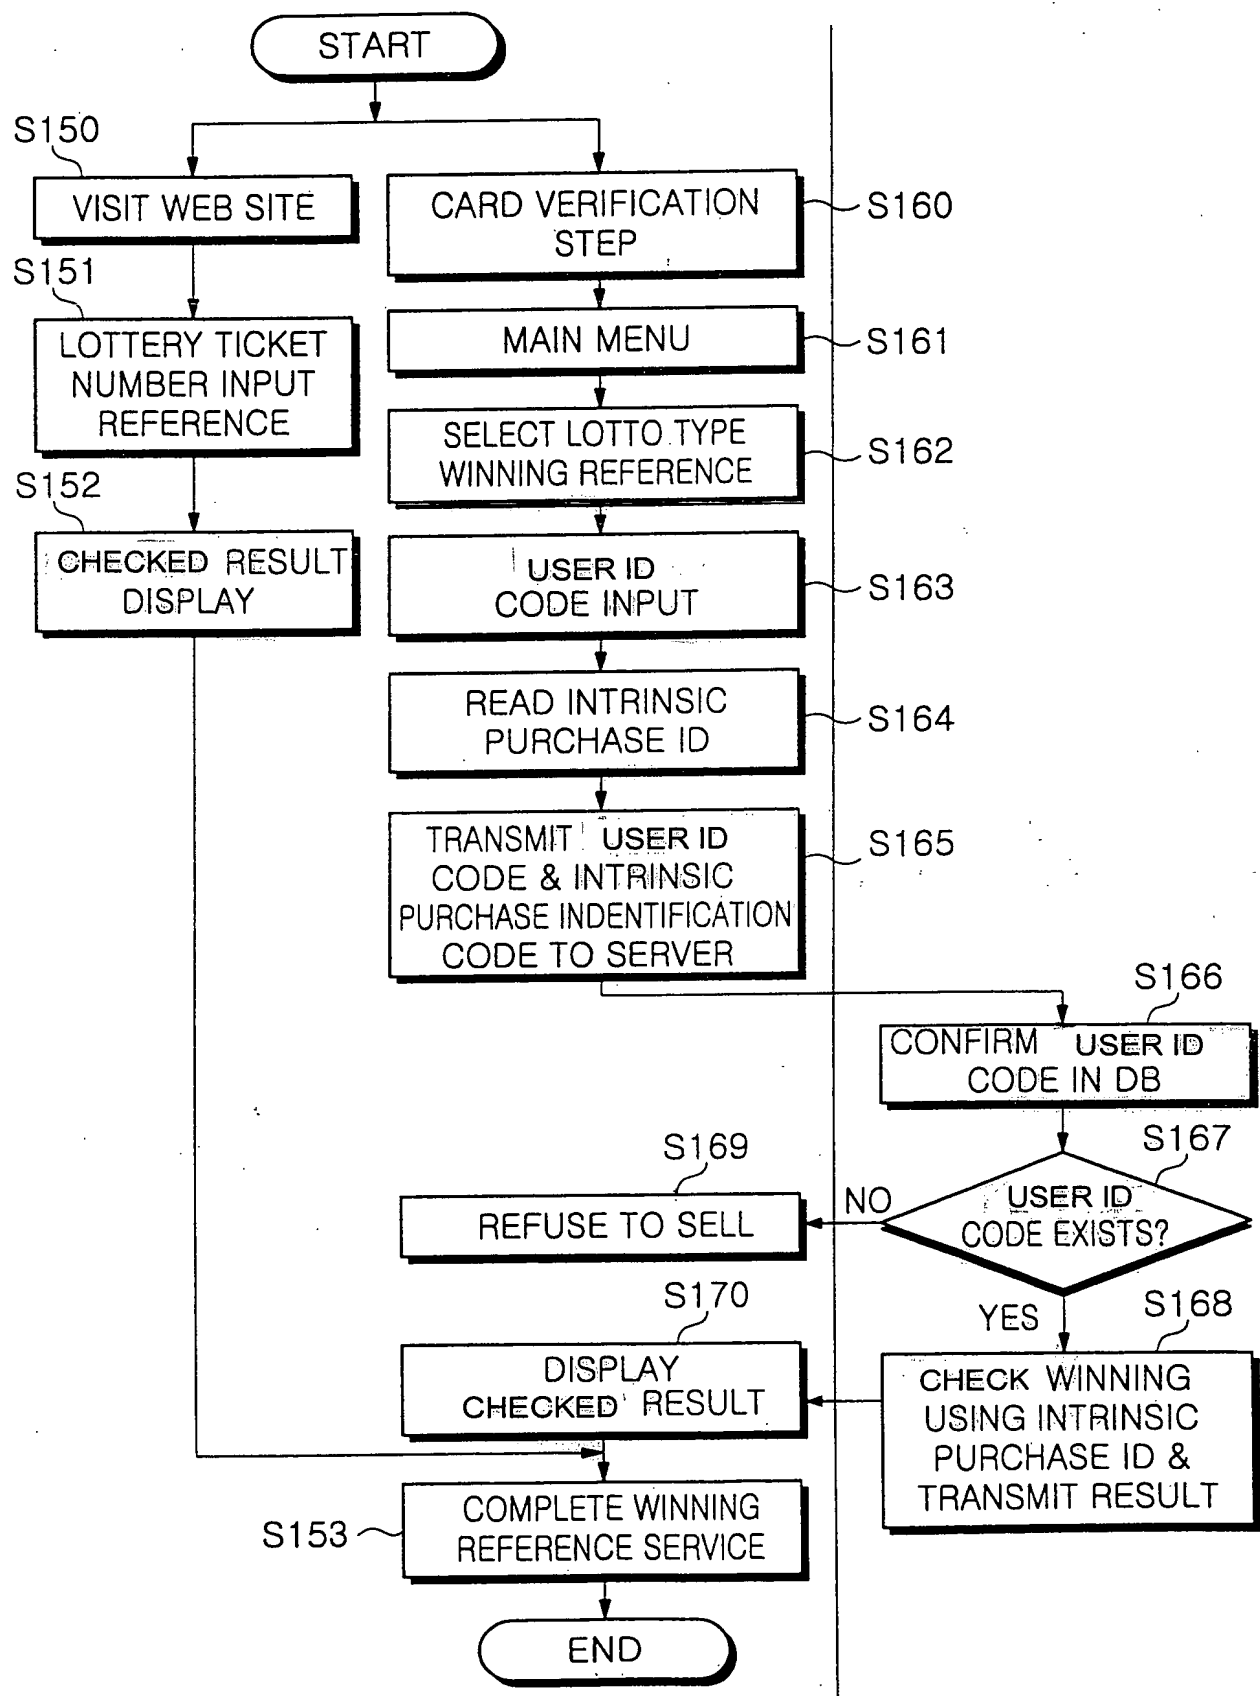 START
S150
VISIT WEB SITE
CARD VERIFICATION
STEP
S160
S151
LOTTERY TICKET
NUMBER INPUT
REFERENCE
MAIN MENU
S161
SELECT LOTTO TYPE
WINNING REFERENCE
S162
S152
CHECKED RESULT
DISPLAY
USER ID
CODE INPUT
S163
READ INTRINSIC
PURCHASE ID
S164
TRANSMIT USER ID
CODE & INTRINSIC
PURCHASE INDENTIFICATION
CODE TO SERVER
S165
S166
CONFIRM USER ID
CODE IN DB
S167
USER ID
CODE EXISTS?
NO
S169
REFUSE TO SELL
YES
S168
CHECK WINNING
USING INTRINSIC
PURCHASE ID &
TRANSMIT RESULT
S170
DISPLAY
CHECKED RESULT
S153
COMPLETE WINNING
REFERENCE SERVICE
END